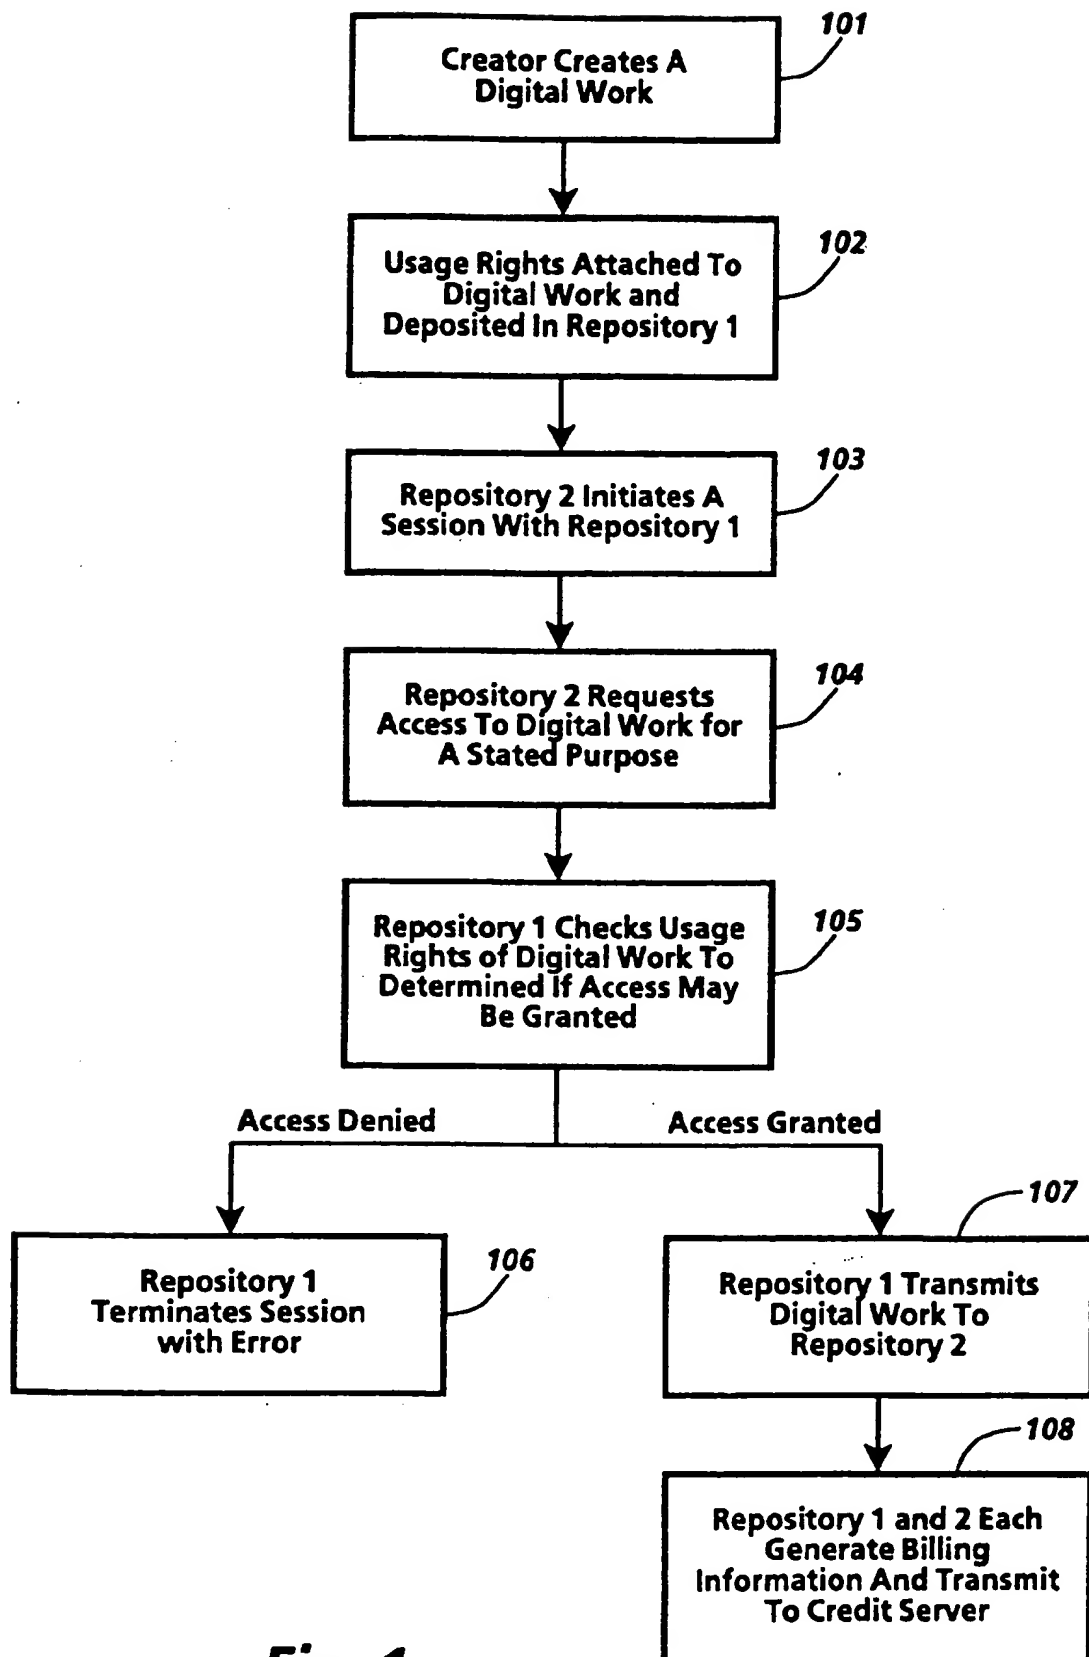 101
Creator Creates A
Digital Work
102
Usage Rights Attached To
Digital Work and
Deposited In Repository 1
103
Repository 2 Initiates A
Session With Repository 1
104
Repository 2 Requests
Access To Digital Work for
A Stated Purpose
105
Repository 1 Checks Usage
Rights of Digital Work To
Determined If Access May
Be Granted
Access Denied
Access Granted
107
106
Repository 1
Terminates Session
with Error
Repository 1 Transmits
Digital Work To
Repository 2
108
Repository 1 and 2 Each
Generate Billing
Information And Transmit
To Credit Server